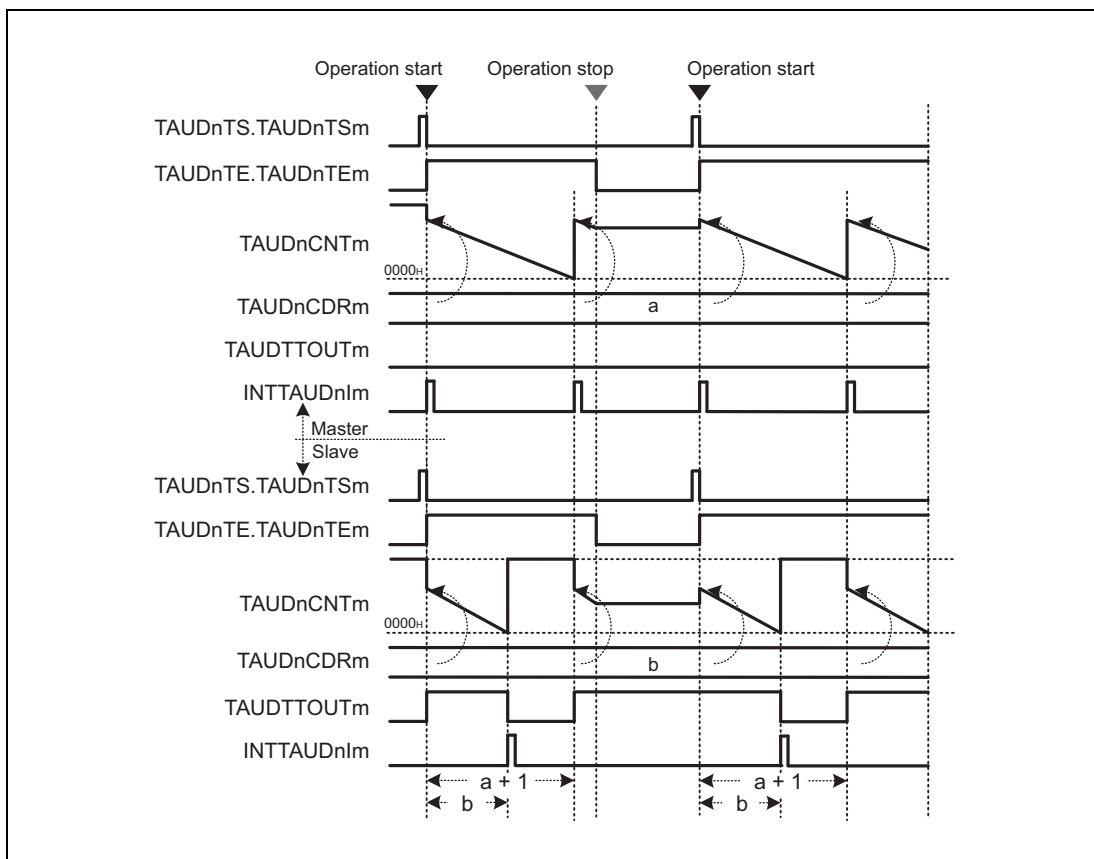 Operation start Operation stop Operation start
TAUDnTS.TAUDnTSm
TAUDnTE.TAUDnTEm
TAUDnCNTm
0000H
TAUDnCDRm
a
TAUDTTOUTm
INTTAUDnIm
Master
Slave
TAUDnTS.TAUDnTSm
TAUDnTE.TAUDnTEm
TAUDnCNTm
0000H
TAUDnCDRm
b
TAUDTTOUTm
INTTAUDnIm
a + 1 a + 1
b b